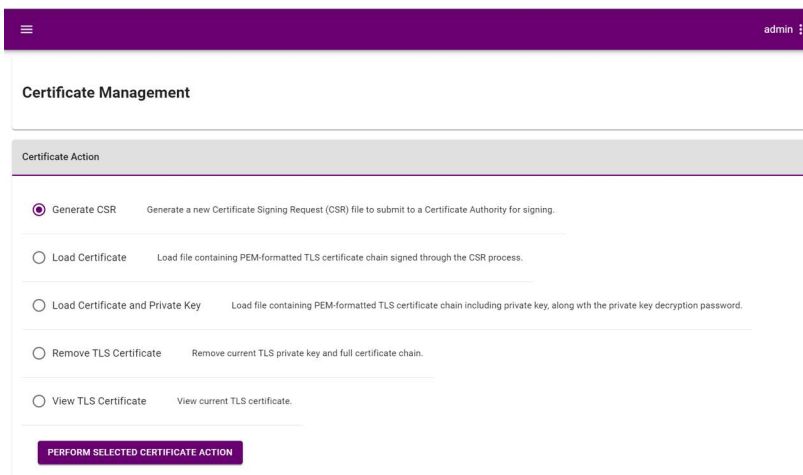 admin
Certificate Management
Certificate Action
Generate CSR Generate a new Certificate Signing Request (CSR) file to submit to a Certificate Authority for signing.
Load Certificate Load file containing PEM-formatted TLS certificate chain signed through the CSR process.
Load Certificate and Private Key Load file containing PEM-formatted TLS certificate chain including private key, along wth the private key decryption password.
Remove TLS Certificate Remove current TLS private key and full certificate chain.
View TLS Certificate View current TLS certificate.
PERFORM SELECTED CERTIFICATE ACTION